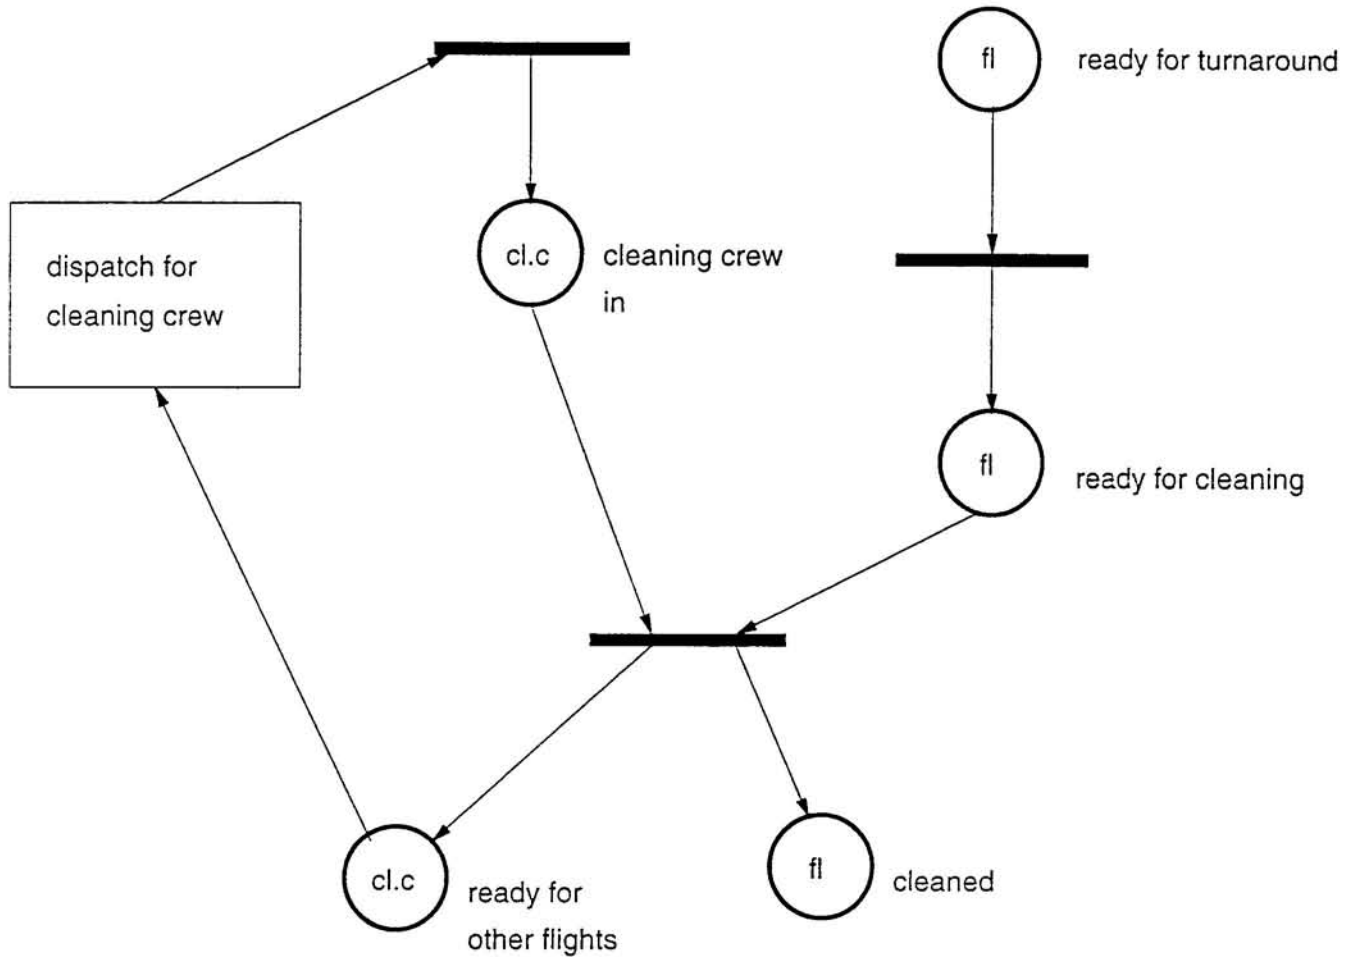 fl
ready for turnaround
dispatch for
cleaning crew
cl.c
cleaning crew
in
fl
ready for cleaning
cl.c
ready for
other flights
fl
cleaned